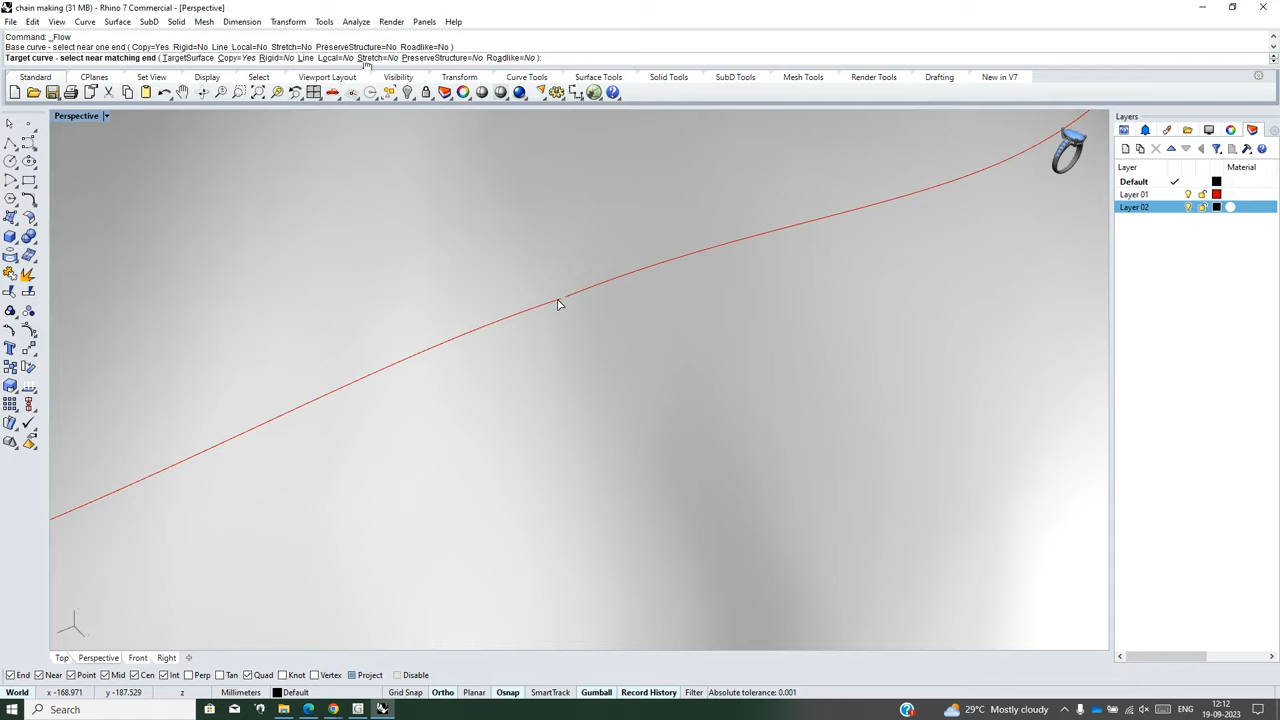 chain making (31 MB) - Rhino 7 Commercial - [Perspective]
File Edit View Curve Surface SubD Solid Mesh Dimension Transform Tools Analyze Render Panels Help
Command: _Flow
Base curve - select near one end ( Copy=Yes Rigid=No Line Local=No Stretch=No PreserveStructure=No Roadlike=No )
Target curve - select near matching end ( TargetSurface Copy=Yes Rigid=No Line Local=No Stretch=No PreserveStructure=No Roadlike=No ):
Standard CPlanes Set View Display Select Viewport Layout Visibility Transform Curve Tools Surface Tools Solid Tools SubD Tools Mesh Tools Render Tools Drafting New in V7
Perspective
Layers
Layer Material
Default
Layer 01
Layer 02
Top Perspective Front Right
End Near Point Mid Cen Int Perp Tan Quad Knot Vertex Project Disable
World x -168.971 y -187.529 z Millimeters Default Grid Snap Ortho Planar Osnap SmartTrack Gumball Record History Filter Absolute tolerance: 0.001
Search
29°C Mostly cloudy
ENG
12:12
19-09-2023